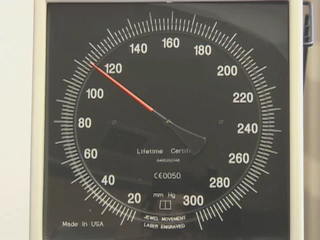 160
140 180
120 200
100 220
80 240
60 260
40 280
20 300
Lifetime Certifi
CE0050
mm Hg
JEWEL MOVEMENT
LASER ENGRAVED
Made in USA